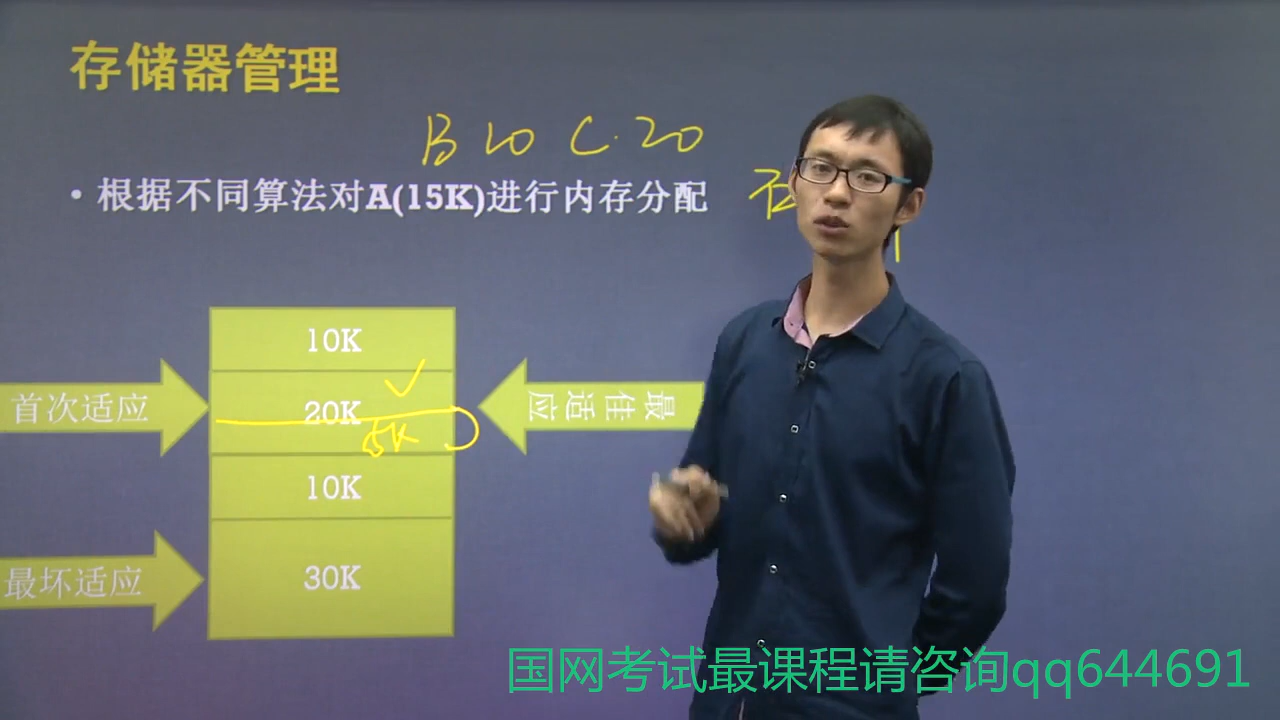 存储器管理
B 10 C.20
• 根据不同算法对A(15K)进行内存分配
10K
首次适应
20K
最佳适应
5K
10K
最坏适应
30K
国网考试最课程请咨询qq644691